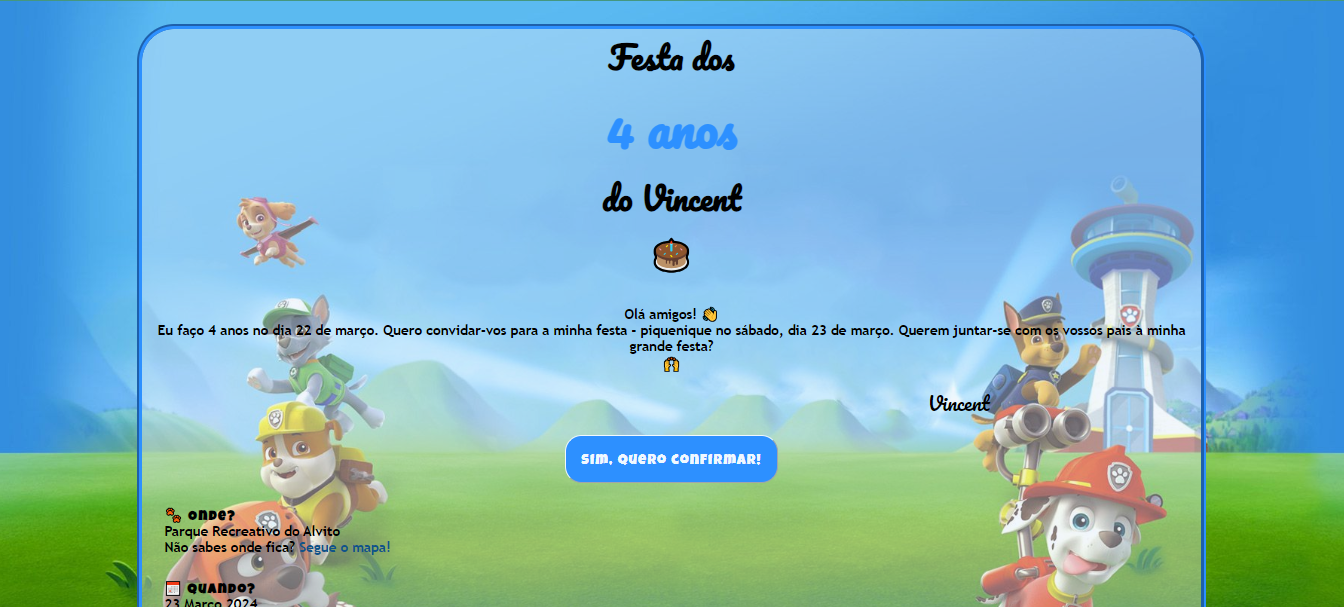 Festa dos
4 anos
do Vincent
Olá amigos! 👏
Eu faço 4 anos no dia 22 de março. Quero convidar-vos para a minha festa - piquenique no sábado, dia 23 de março. Querem juntar-se com os vossos pais à minha
grande festa?
Vincent
SIM, QUERO CONFIRMAR!
ONDE?
Parque Recreativo do Alvito
Não sabes onde fica? Segue o mapa!
QUANDO?
23 Março 2024